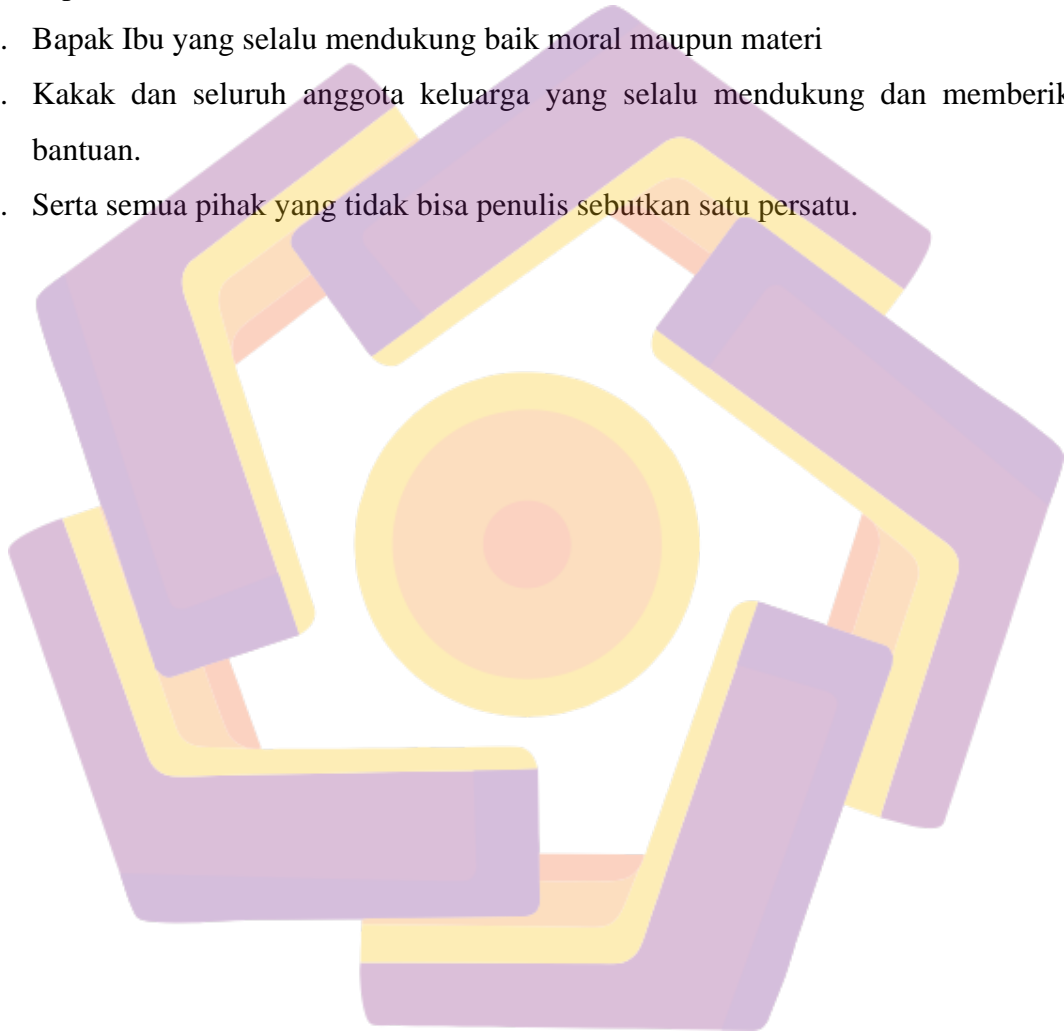 . Bapak Ibu yang selalu mendukung baik moral maupun materi
. Kakak dan seluruh anggota keluarga yang selalu mendukung dan memberik
bantuan.
. Serta semua pihak yang tidak bisa penulis sebutkan satu persatu.